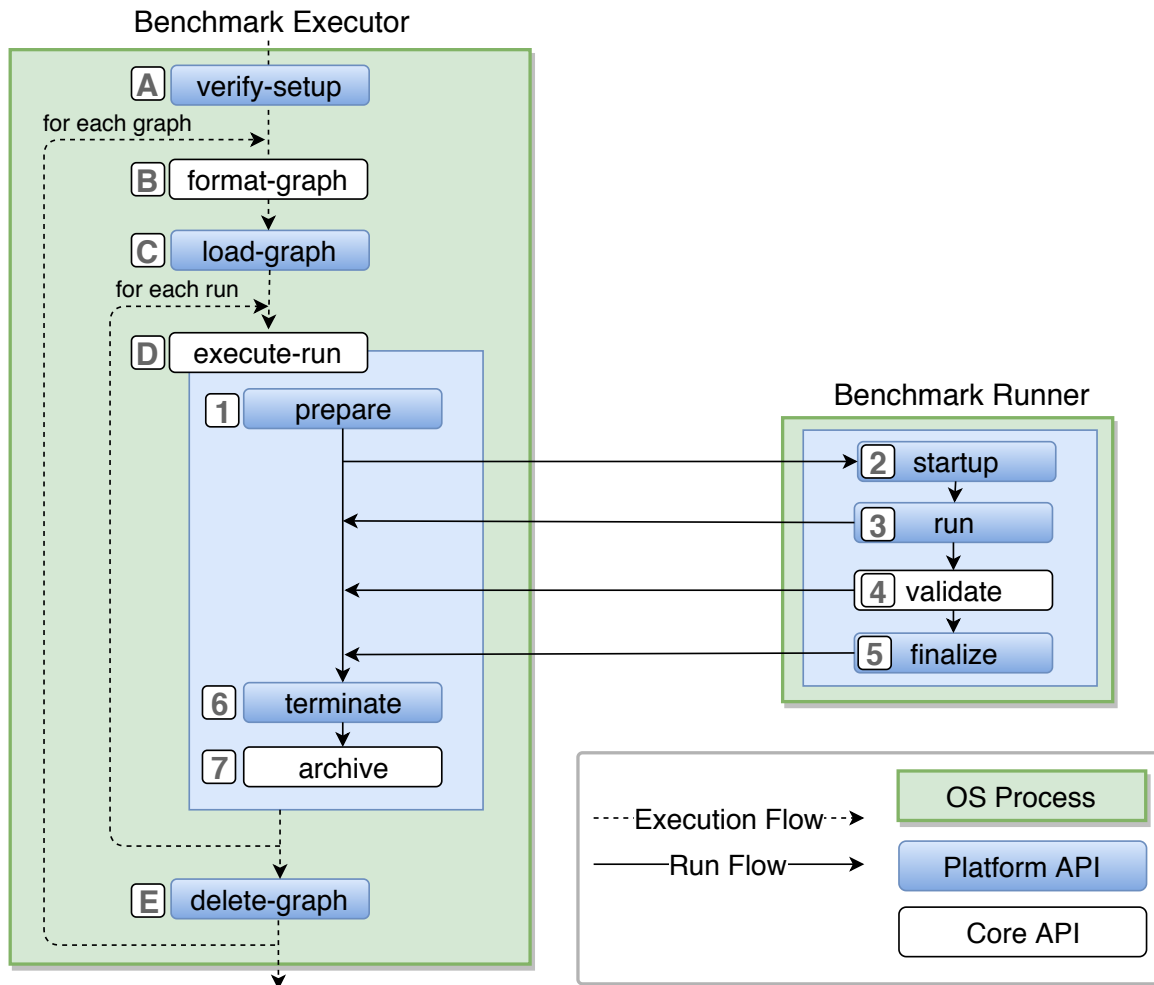 Benchmark Executor
A verify-setup
for each graph
B format-graph
C load-graph
for each run
D execute-run
1 prepare
Benchmark Runner
2 startup
3 run
4 validate
5 finalize
6 terminate
7 archive
E delete-graph
Execution Flow
Run Flow
OS Process
Platform API
Core API